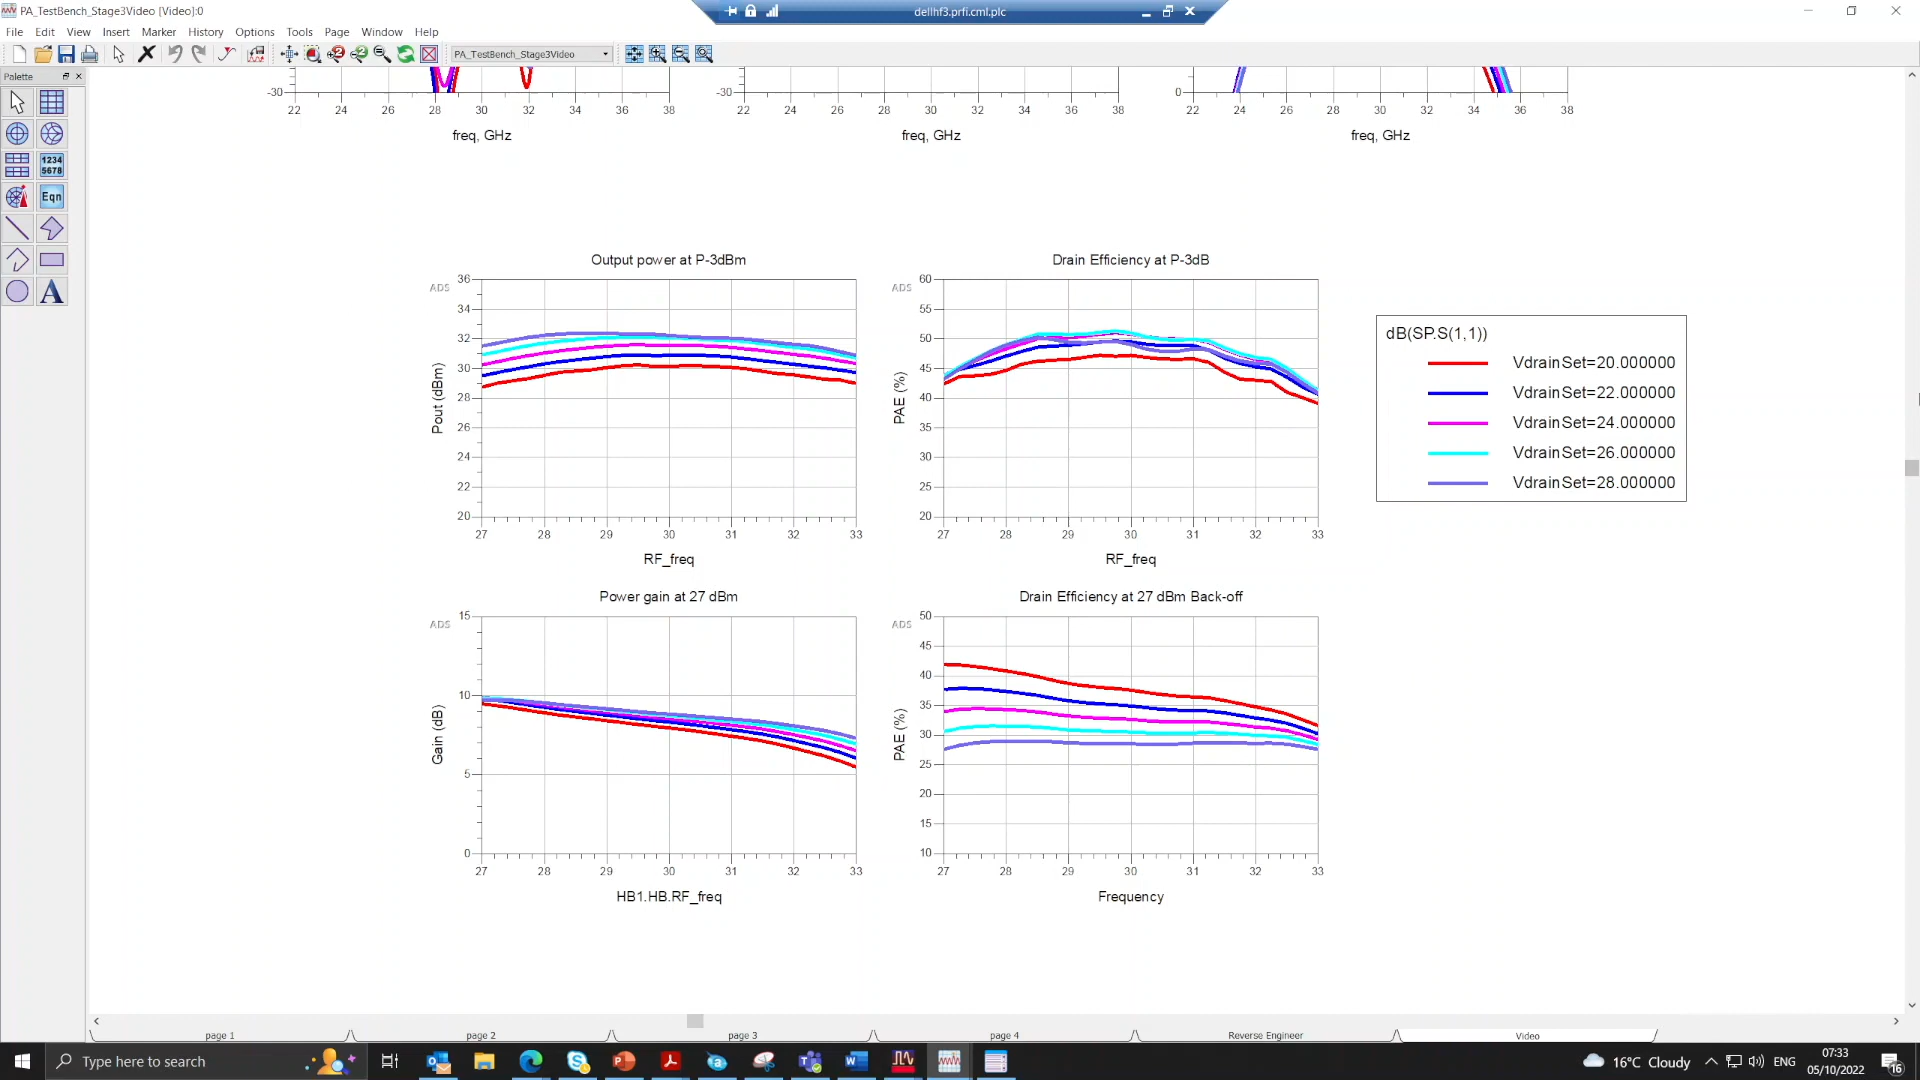 PA_TestBench_Stage3Video [Video]:0
dellhf3.prfi.cml.plc
File Edit View Insert Marker History Options Tools Page Window Help
PA_TestBench_Stage3Video
Palette
1234
5678
Eqn
-30
22 24 26 28 30 32 34 36 38
freq, GHz
-30
22 24 26 28 30 32 34 36 38
freq, GHz
0
22 24 26 28 30 32 34 36 38
freq, GHz
Output power at P-3dBm
ADS
36
34
32
30
28
26
24
22
20
Pout (dBm)
27 28 29 30 31 32 33
RF_freq
Drain Efficiency at P-3dB
ADS
60
55
50
45
40
35
30
25
20
PAE (%)
27 28 29 30 31 32 33
RF_freq
dB(SP.S(1,1))
VdrainSet=20.000000
VdrainSet=22.000000
VdrainSet=24.000000
VdrainSet=26.000000
VdrainSet=28.000000
Power gain at 27 dBm
ADS
15
10
5
0
Gain (dB)
27 28 29 30 31 32 33
HB1.HB.RF_freq
Drain Efficiency at 27 dBm Back-off
ADS
50
45
40
35
30
25
20
15
10
PAE (%)
27 28 29 30 31 32 33
Frequency
page 1 page 2 page 3 page 4 Reverse Engineer Video
Type here to search
16°C Cloudy
ENG
07:33
05/10/2022
16